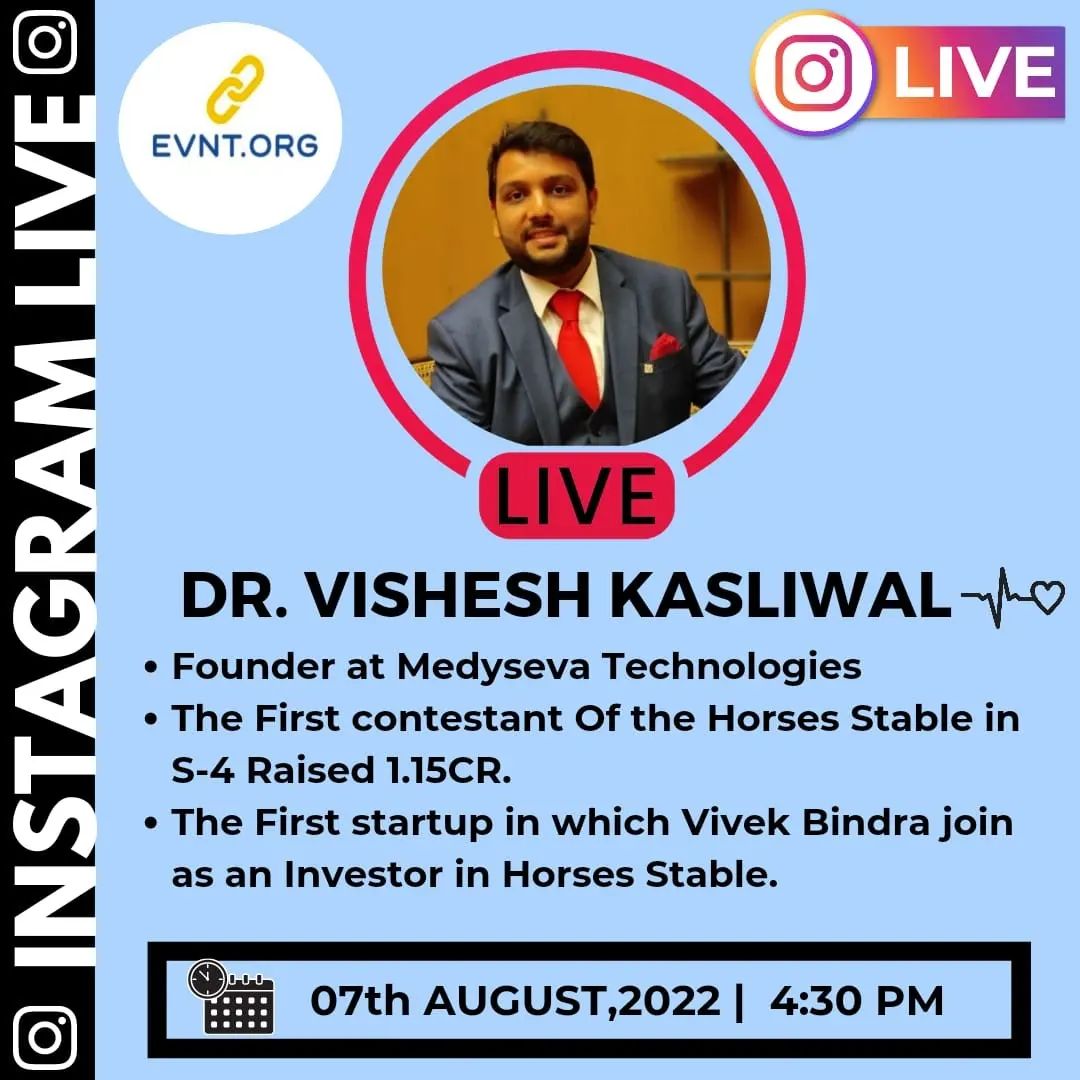 INSTAGRAM LIVE
EVNT.ORG
LIVE
LIVE
DR. VISHESH KASLIWAL
• Founder at Medyseva Technologies
• The First contestant Of the Horses Stable in
S-4 Raised 1.15CR.
• The First startup in which Vivek Bindra join
as an Investor in Horses Stable.
07th AUGUST,2022 | 4:30 PM